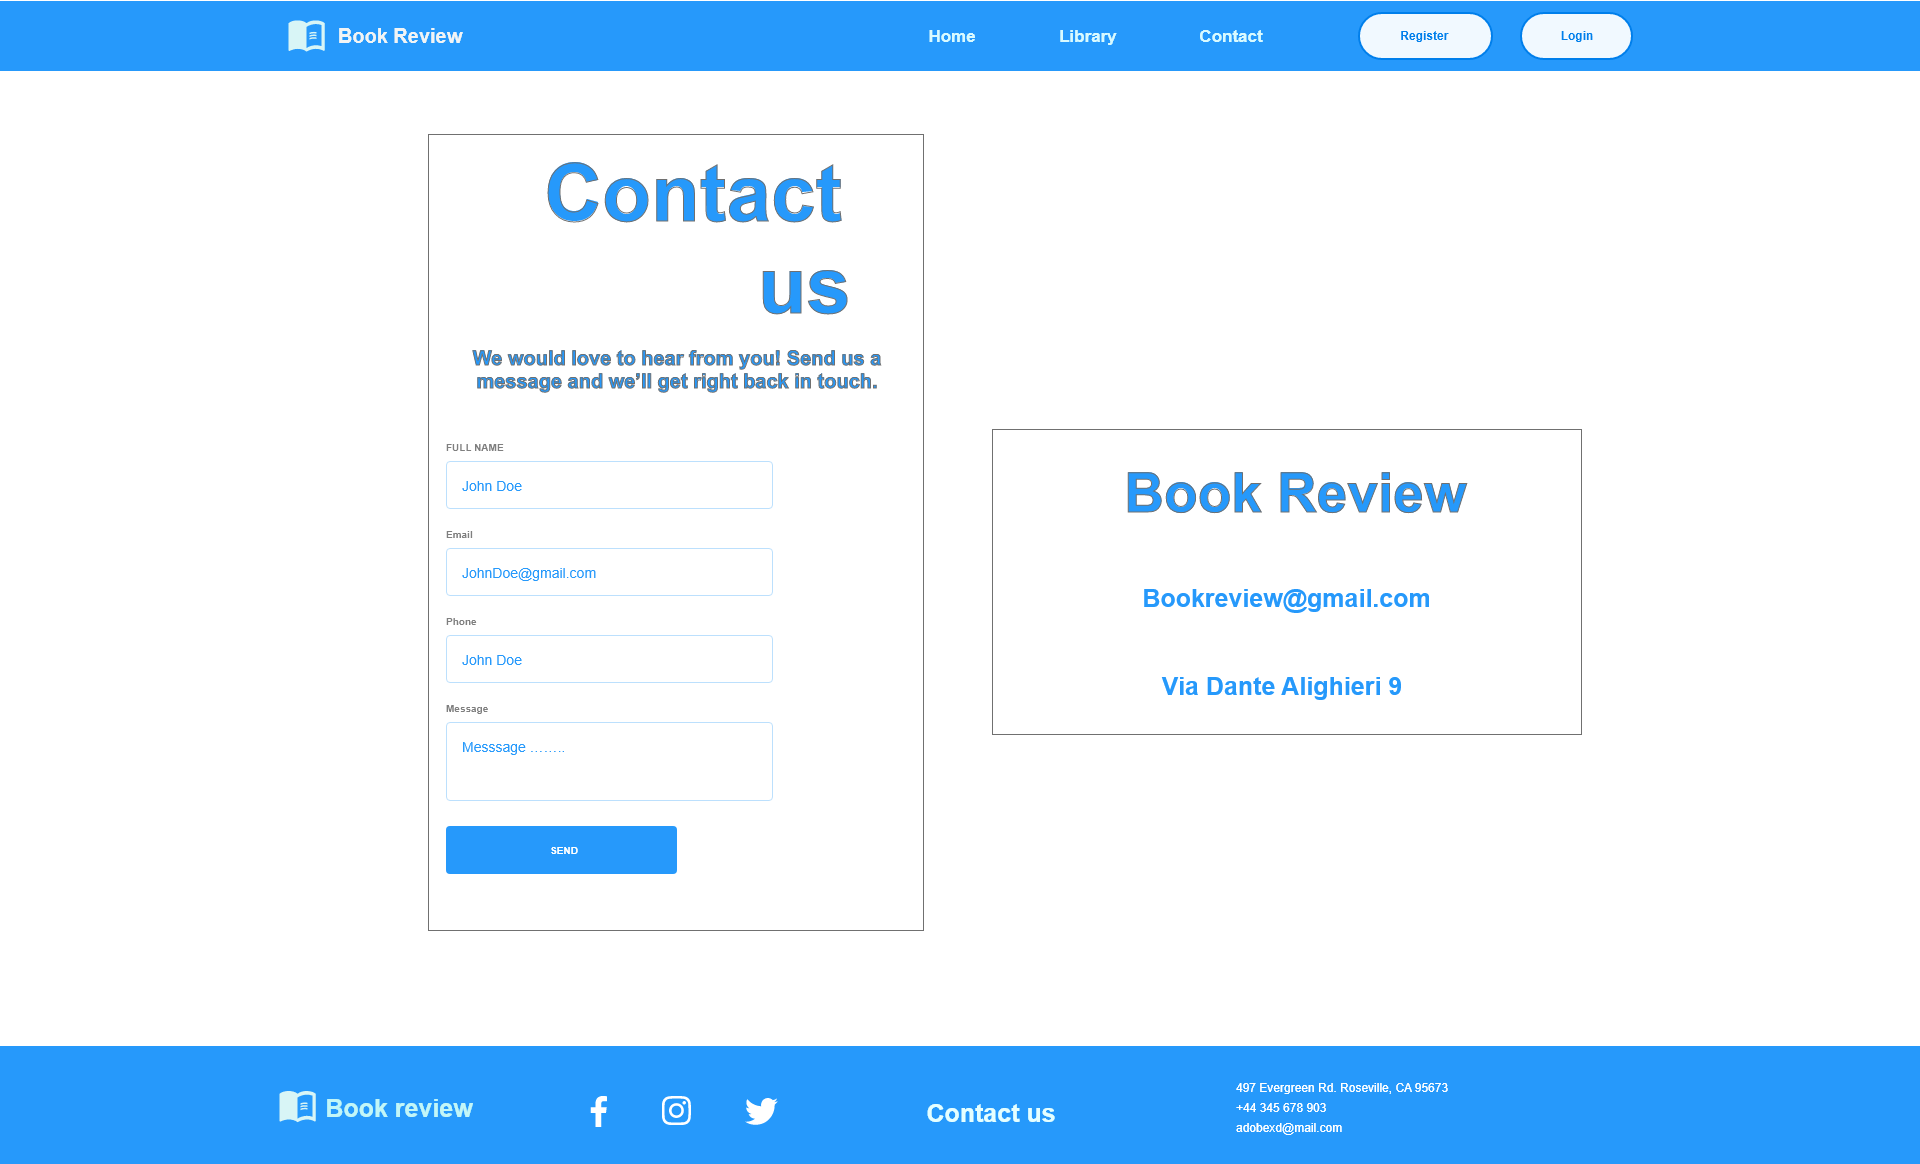 Book Review
Home
Library
Contact
Register
Login
Contact
us
We would love to hear from you! Send us a
message and we’ll get right back in touch.
FULL NAME
John Doe
Email
JohnDoe@gmail.com
Phone
John Doe
Message
Messsage ........
SEND
Book Review
Bookreview@gmail.com
Via Dante Alighieri 9
Book review
Contact us
497 Evergreen Rd. Roseville, CA 95673
+44 345 678 903
adobexd@mail.com